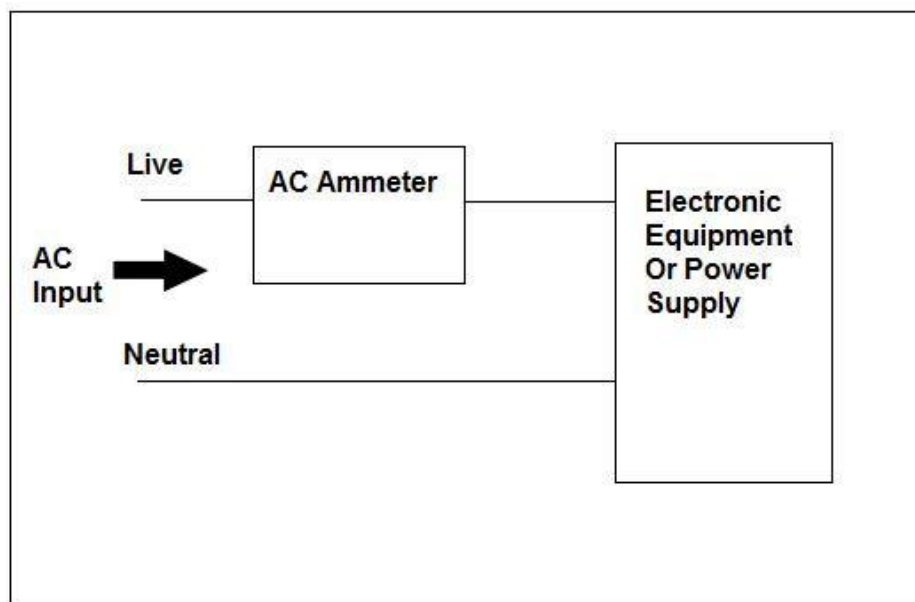 Live
AC Ammeter
Electronic
Equipment
Or Power
Supply
AC
Input
Neutral